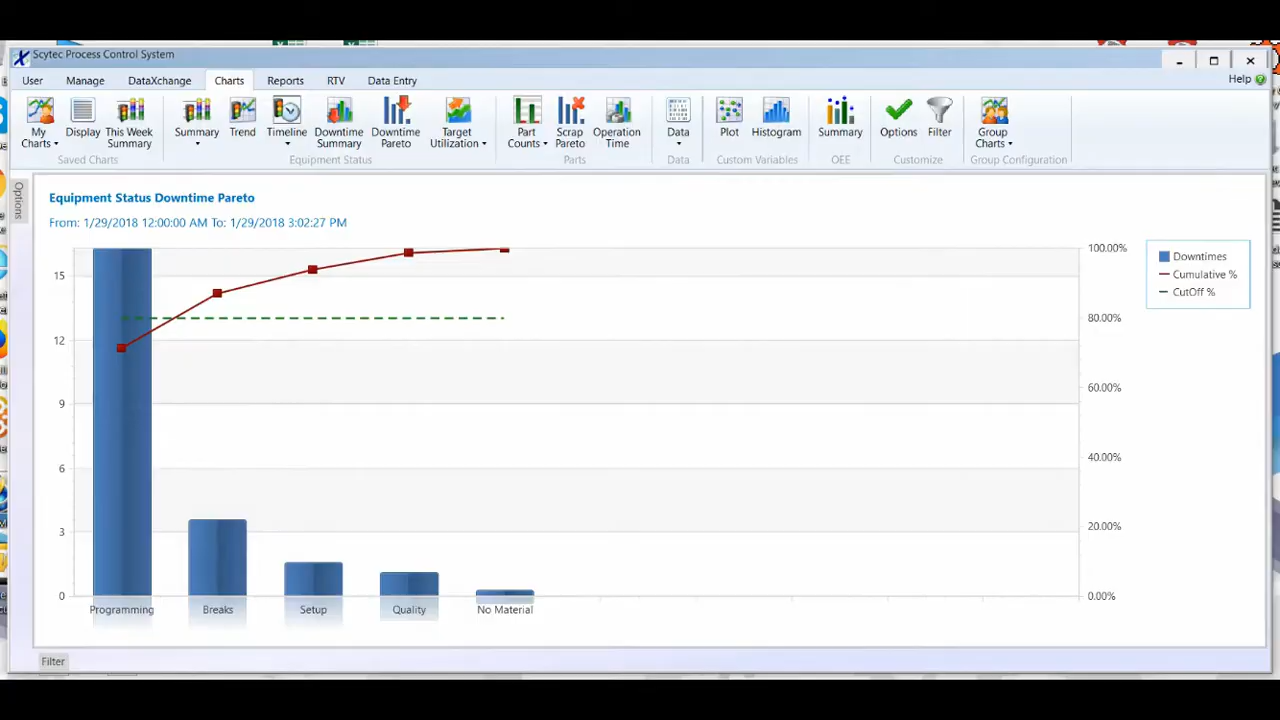 Scytec Process Control System
User Manage DataXchange Charts Reports RTV Data Entry Help
My Charts Display This Week Summary Summary Trend Timeline Downtime Summary Downtime Pareto Target Utilization Part Counts Scrap Pareto Operation Time Data Plot Histogram Summary Options Filter Group Charts
Saved Charts Equipment Status Parts Data Custom Variables OEE Customize Group Configuration
Options
Equipment Status Downtime Pareto
From: 1/29/2018 12:00:00 AM To: 1/29/2018 3:02:27 PM
100.00%
15
80.00%
12
60.00%
9
40.00%
6
20.00%
3
0
0.00%
Downtimes
Cumulative %
CutOff %
Programming Breaks Setup Quality No Material
Filter